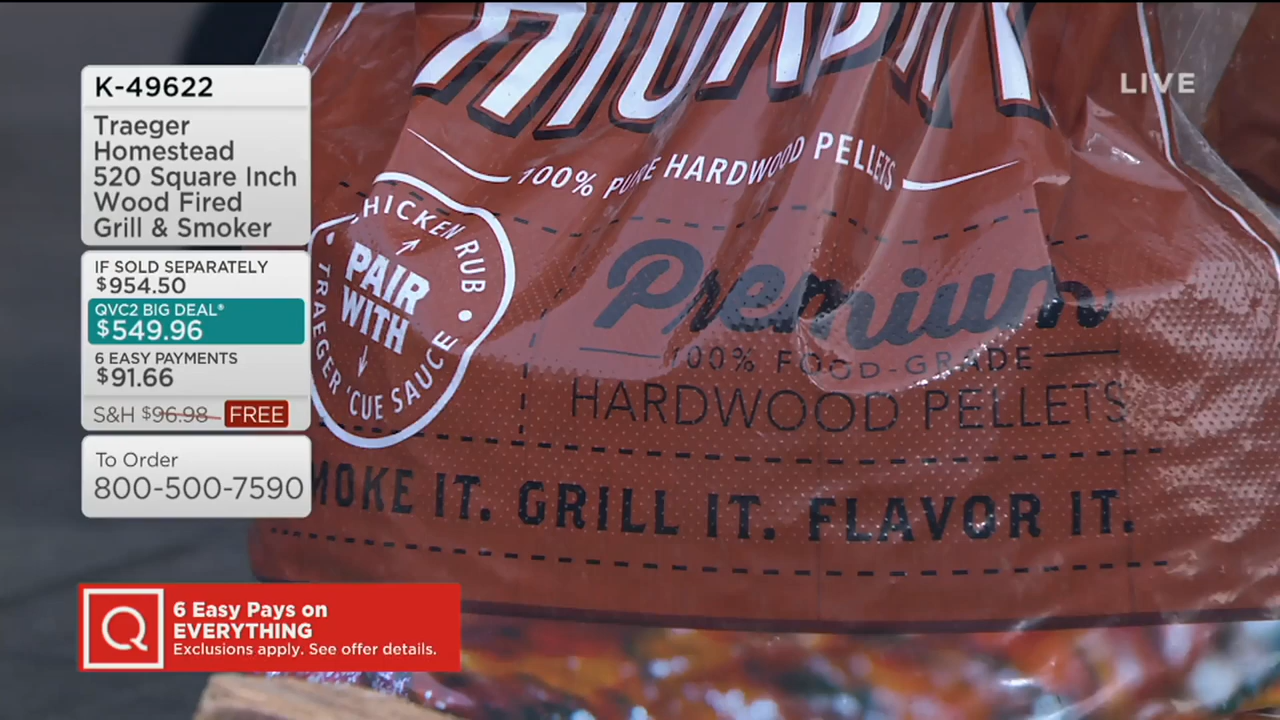 K-49622
Traeger
Homestead
520 Square Inch
Wood Fired
Grill & Smoker
IF SOLD SEPARATELY
$954.50
QVC2 BIG DEAL®
$549.96
6 EASY PAYMENTS
$91.66
S&H $96.98 FREE
To Order
800-500-7590
Q
6 Easy Pays on
EVERYTHING
Exclusions apply. See offer details.
LIVE
100% PURE HARDWOOD PELLETS
HICKEN RUB
PAIR
WITH
TRAEGER 'CUE SAUCE
Premium
100% FOOD-GRADE
HARDWOOD PELLETS
MOKE IT. GRILL IT. FLAVOR IT.